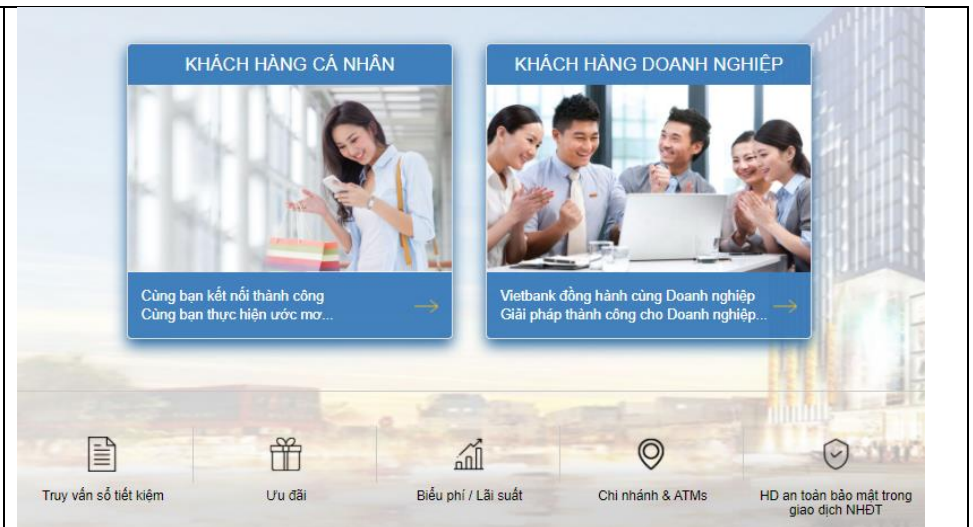 KHÁCH HÀNG CÁ NHÂN
Cùng bạn kết nối thành công
Cùng bạn thực hiện ước mơ...
KHÁCH HÀNG DOANH NGHIỆP
Vietbank đồng hành cùng Doanh nghiệp
Giải pháp thành công cho Doanh nghiệp...
Truy vấn sổ tiết kiệm
Ưu đãi
Biểu phí / Lãi suất
Chi nhánh & ATMs
HD an toàn bảo mật trong
giao dịch NHĐT